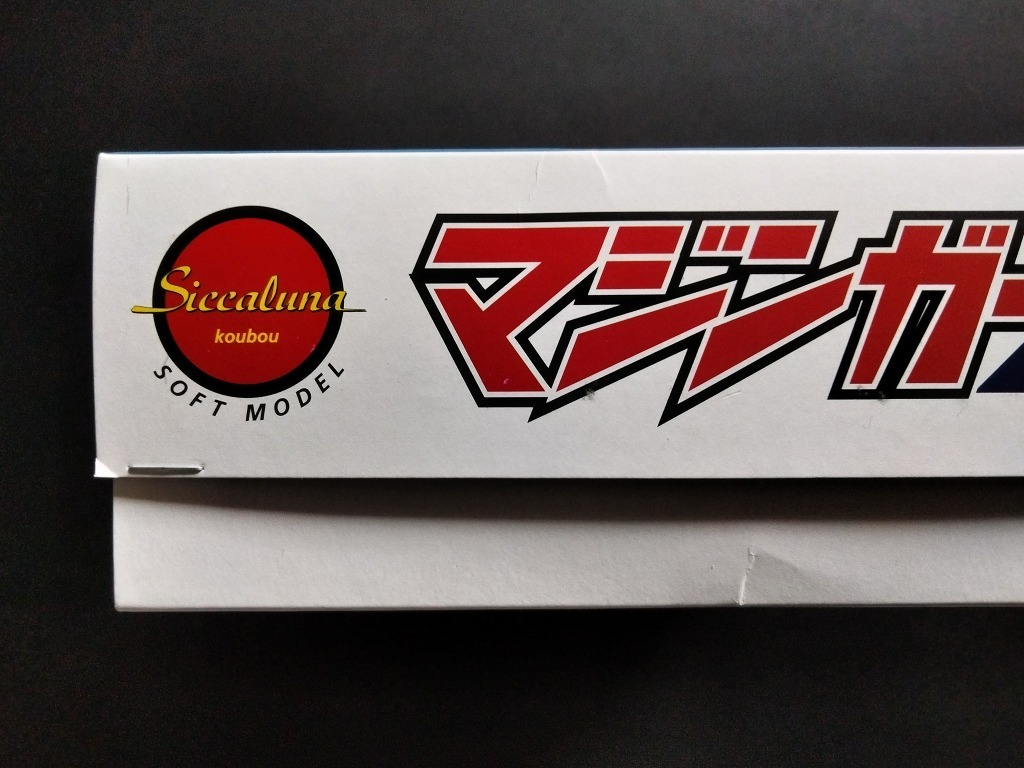 Siccaluna
koubou
SOFT MODEL
マジンガ